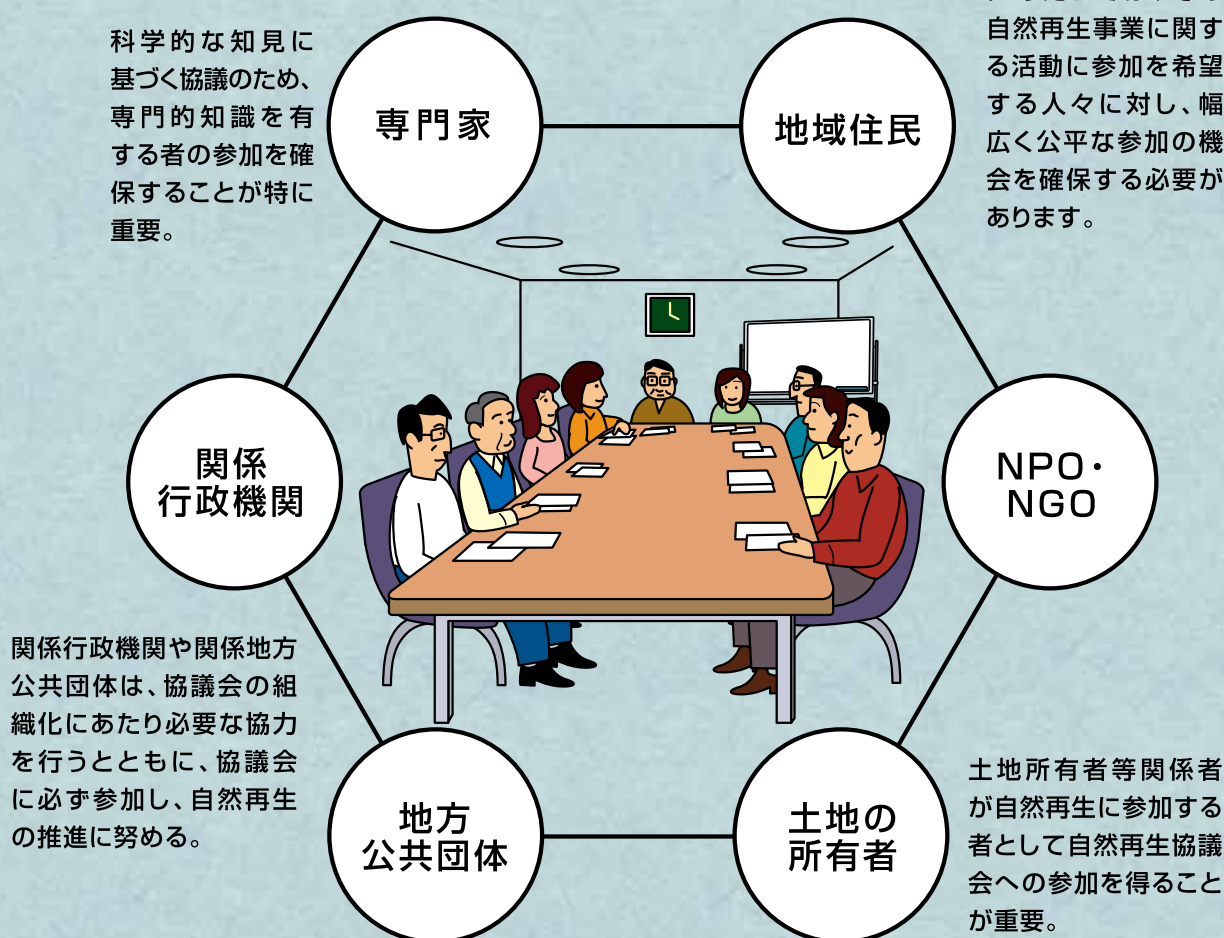 科学的な知見に
基づく協議のため、
専門的知識を有
する者の参加を確
保することが特に
重要。
専門家
地域住民
自然再生事業に関す
る活動に参加を希望
する人々に対し、幅
広く公平な参加の機
会を確保する必要が
あります。
関係
行政機関
NPO・
NGO
関係行政機関や関係地方
公共団体は、協議会の組
織化にあたり必要な協力
を行うとともに、協議会
に必ず参加し、自然再生
の推進に努める。
地方
公共団体
土地の
所有者
土地所有者等関係者
が自然再生に参加する
者として自然再生協議
会への参加を得ること
が重要。